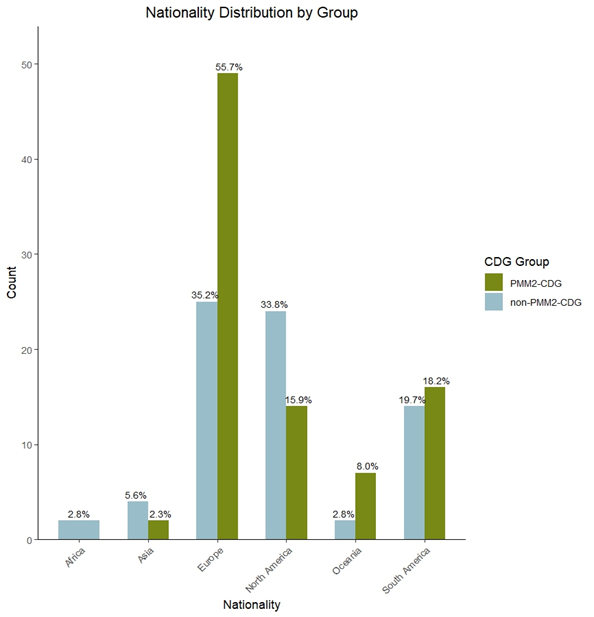 Nationality Distribution by Group
50
40
30
20
10
0
Count
55.7%
35.2%
33.8%
15.9%
19.7%
18.2%
8.0%
5.6%
2.8%
2.3%
2.8%
Africa
Asia
Europe
North America
Oceania
South America
Nationality
CDG Group
PMM2-CDG
non-PMM2-CDG